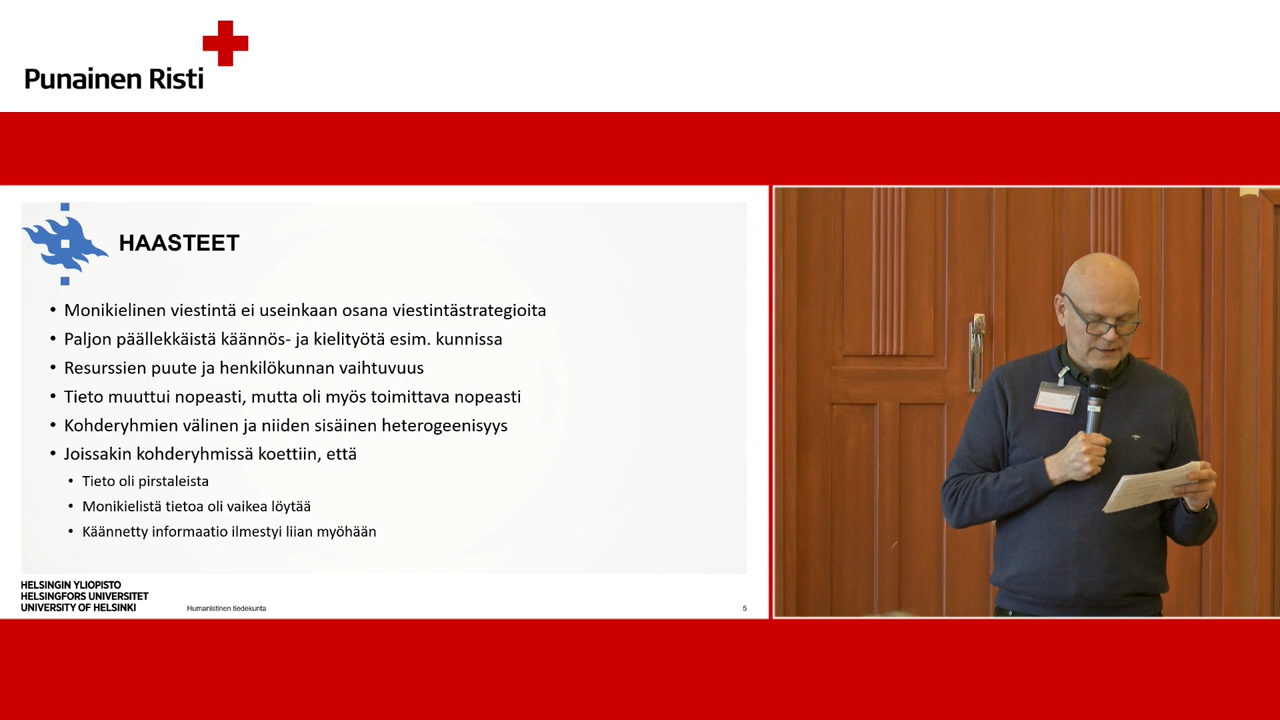 Punainen Risti
HAASTEET
• Monikielinen viestintä ei useinkaan osana viestintästrategioita
• Paljon päällekkäistä käännös- ja kielityötä esim. kunnissa
• Resurssien puute ja henkilökunnan vaihtuvuus
• Tieto muuttui nopeasti, mutta oli myös toimittava nopeasti
• Kohderyhmien välinen ja niiden sisäinen heterogeenisyys
• Joissakin kohderyhmissä koettiin, että
• Tieto oli pirstaleista
• Monikielistä tietoa oli vaikea löytää
• Käännetty informaatio ilmestyi liian myöhään
HELSINGIN YLIOPISTO
HELSINGFORS UNIVERSITET
UNIVERSITY OF HELSINKI
Humanistinen tiedekunta
5